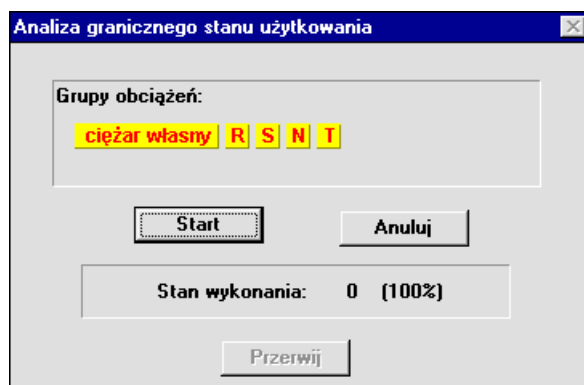 Analiza granicznego stanu użytkowania
Grupy obciążeń:
ciężar własny R S N T
Start Anuluj
Stan wykonania: 0 (100%)
Przerwij